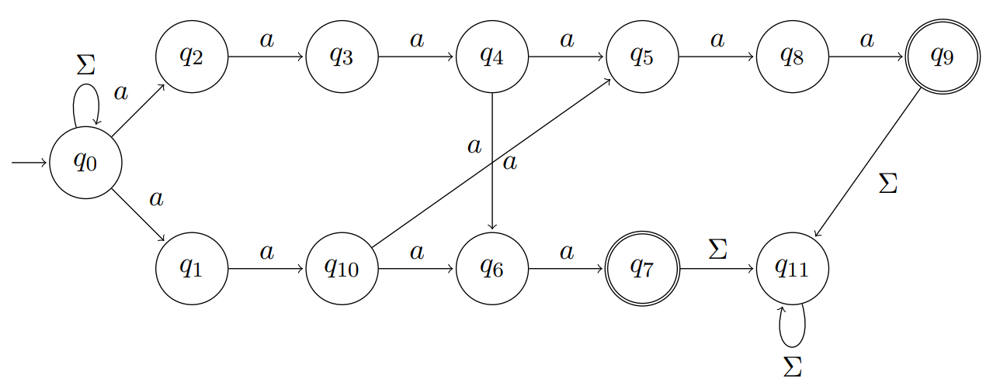 q2 a q3 a q4 a q5 a q8 a q9
Σ
a
a a
q0
a
Σ
q1 a q10 a q6 a q7 Σ q11
Σ